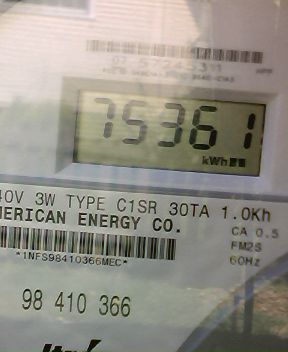 75361
kWh
40V 3W TYPE C1SR 30TA 1.0Kh
MERICAN ENERGY CO.
CA 0.5
FM2S
*1NFS98410366MEC*
60Hz
98 410 366